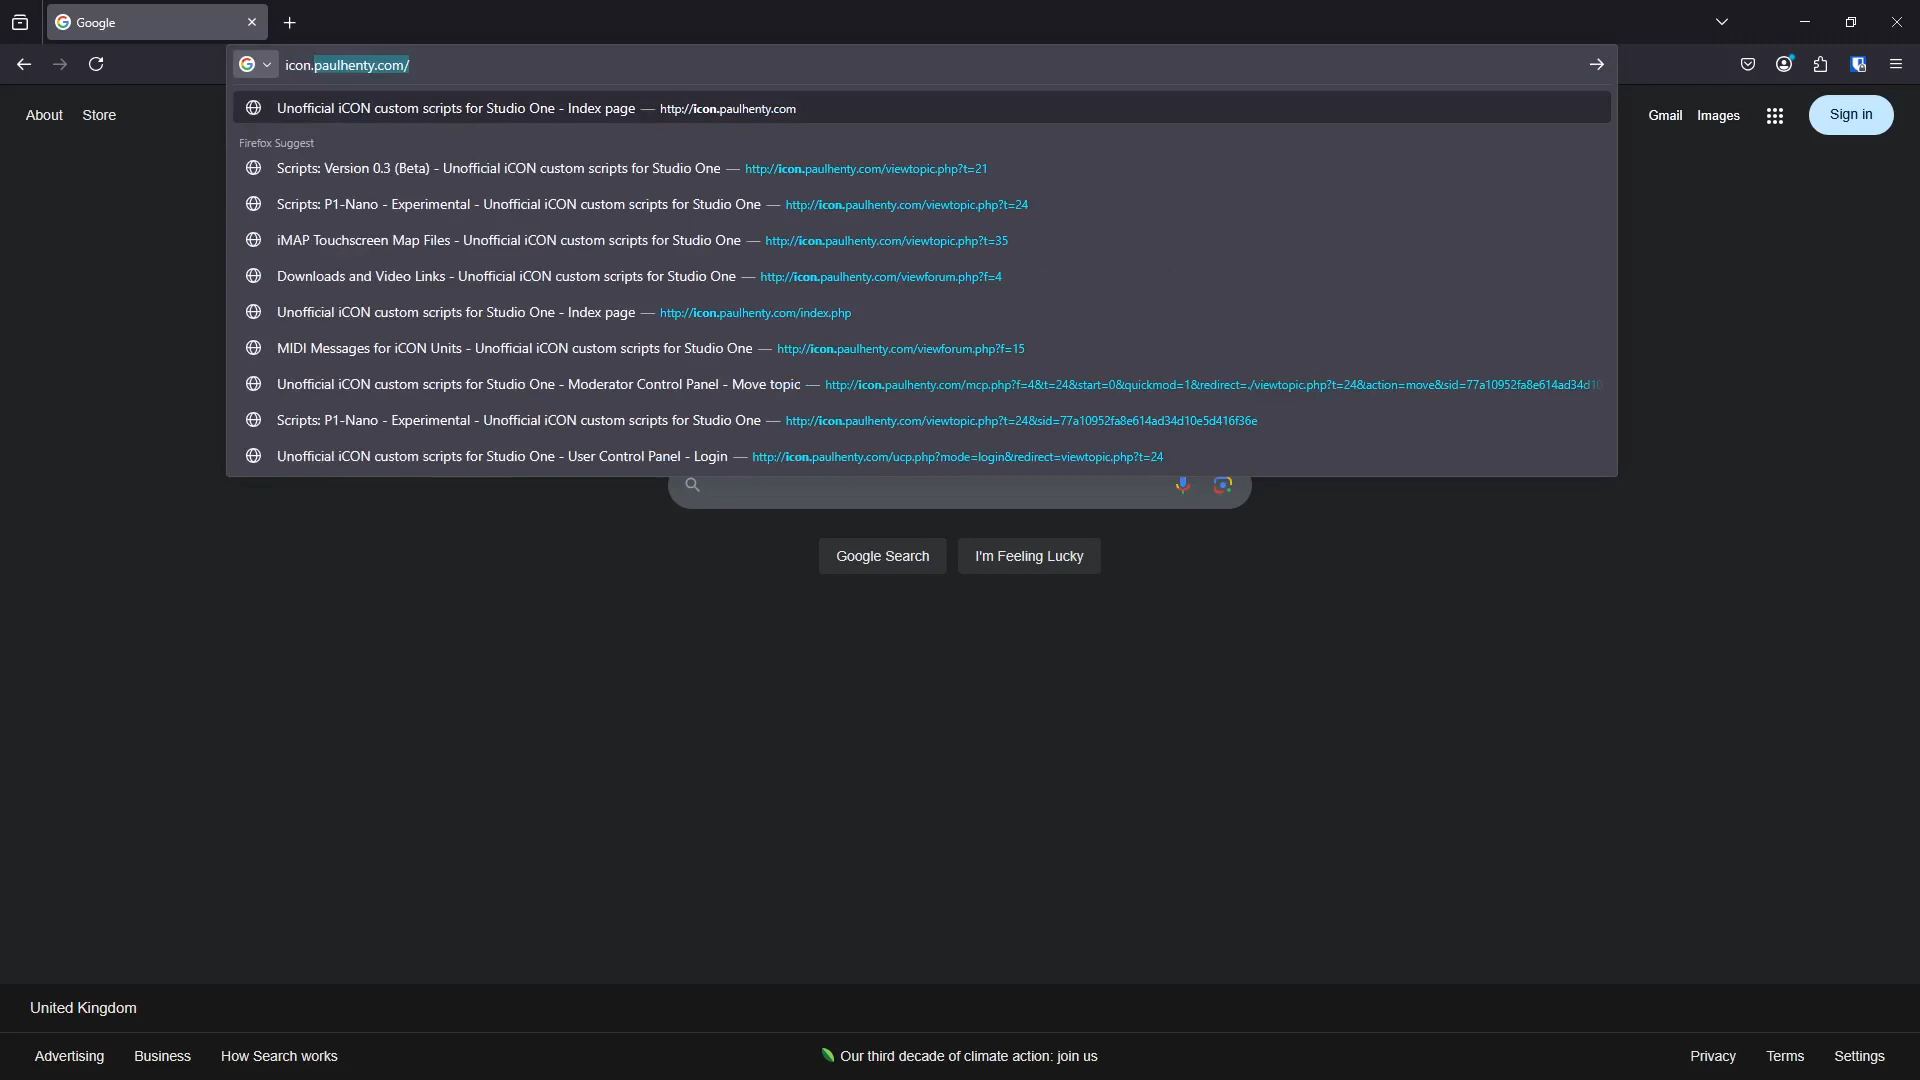 Google
icon.paulhenty.com/
Unofficial iCON custom scripts for Studio One - Index page — http://icon.paulhenty.com
About
Store
Gmail
Images
Sign in
Firefox Suggest
Scripts: Version 0.3 (Beta) - Unofficial iCON custom scripts for Studio One — http://icon.paulhenty.com/viewtopic.php?t=21
Scripts: P1-Nano - Experimental - Unofficial iCON custom scripts for Studio One — http://icon.paulhenty.com/viewtopic.php?t=24
iMAP Touchscreen Map Files - Unofficial iCON custom scripts for Studio One — http://icon.paulhenty.com/viewtopic.php?t=35
Downloads and Video Links - Unofficial iCON custom scripts for Studio One — http://icon.paulhenty.com/viewforum.php?f=4
Unofficial iCON custom scripts for Studio One - Index page — http://icon.paulhenty.com/index.php
MIDI Messages for iCON Units - Unofficial iCON custom scripts for Studio One — http://icon.paulhenty.com/viewforum.php?f=15
Unofficial iCON custom scripts for Studio One - Moderator Control Panel - Move topic — http://icon.paulhenty.com/mcp.php?f=4&t=24&start=0&quickmod=1&redirect=./viewtopic.php?t=24&action=move&sid=77a10952fa8e614ad34d10
Scripts: P1-Nano - Experimental - Unofficial iCON custom scripts for Studio One — http://icon.paulhenty.com/viewtopic.php?t=24&sid=77a10952fa8e614ad34d10e5d416f36e
Unofficial iCON custom scripts for Studio One - User Control Panel - Login — http://icon.paulhenty.com/ucp.php?mode=login&redirect=viewtopic.php?t=24
Google Search
I'm Feeling Lucky
United Kingdom
Advertising
Business
How Search works
Our third decade of climate action: join us
Privacy
Terms
Settings